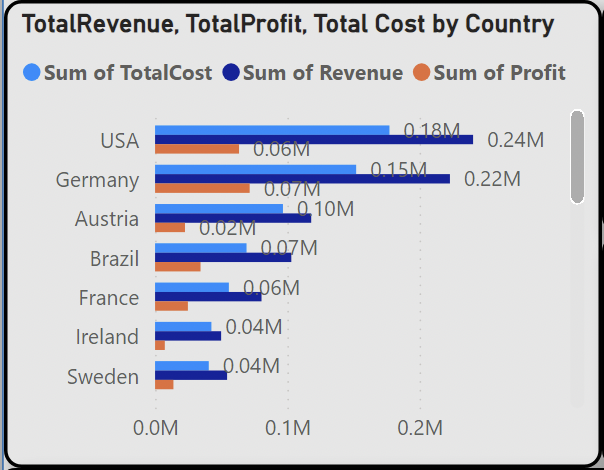 TotalRevenue, TotalProfit, Total Cost by Country
Sum of TotalCost Sum of Revenue Sum of Profit
USA 0.18M 0.24M 0.06M
Germany 0.15M 0.22M 0.07M
Austria 0.10M 0.02M
Brazil 0.07M
France 0.06M
Ireland 0.04M
Sweden 0.04M
0.0M 0.1M 0.2M